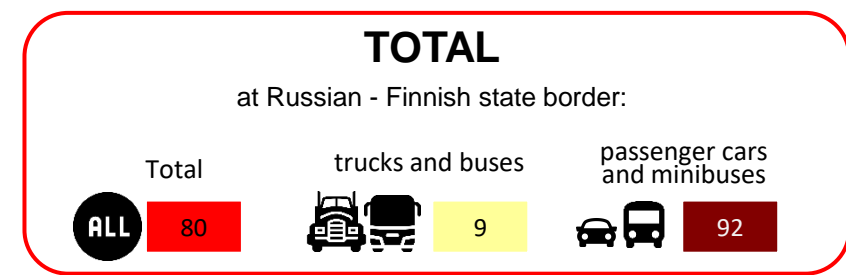 TOTAL
at Russian - Finnish state border:
Total
trucks and buses
passenger cars
and minibuses
ALL
80
9
92